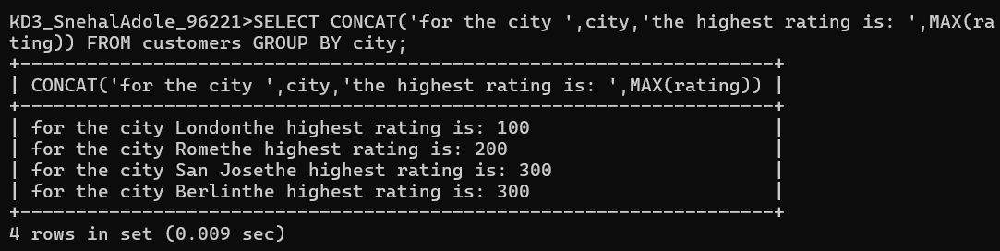 KD3_SnehalAdole_96221>SELECT CONCAT('for the city ',city,'the highest rating is: ',MAX(ra
ting)) FROM customers GROUP BY city;
+--------------------------------------------------------------------+
| CONCAT('for the city ',city,'the highest rating is: ',MAX(rating)) |
+--------------------------------------------------------------------+
| for the city Londonthe highest rating is: 100                      |
| for the city Romethe highest rating is: 200                        |
| for the city San Josethe highest rating is: 300                    |
| for the city Berlinthe highest rating is: 300                      |
+--------------------------------------------------------------------+
4 rows in set (0.009 sec)